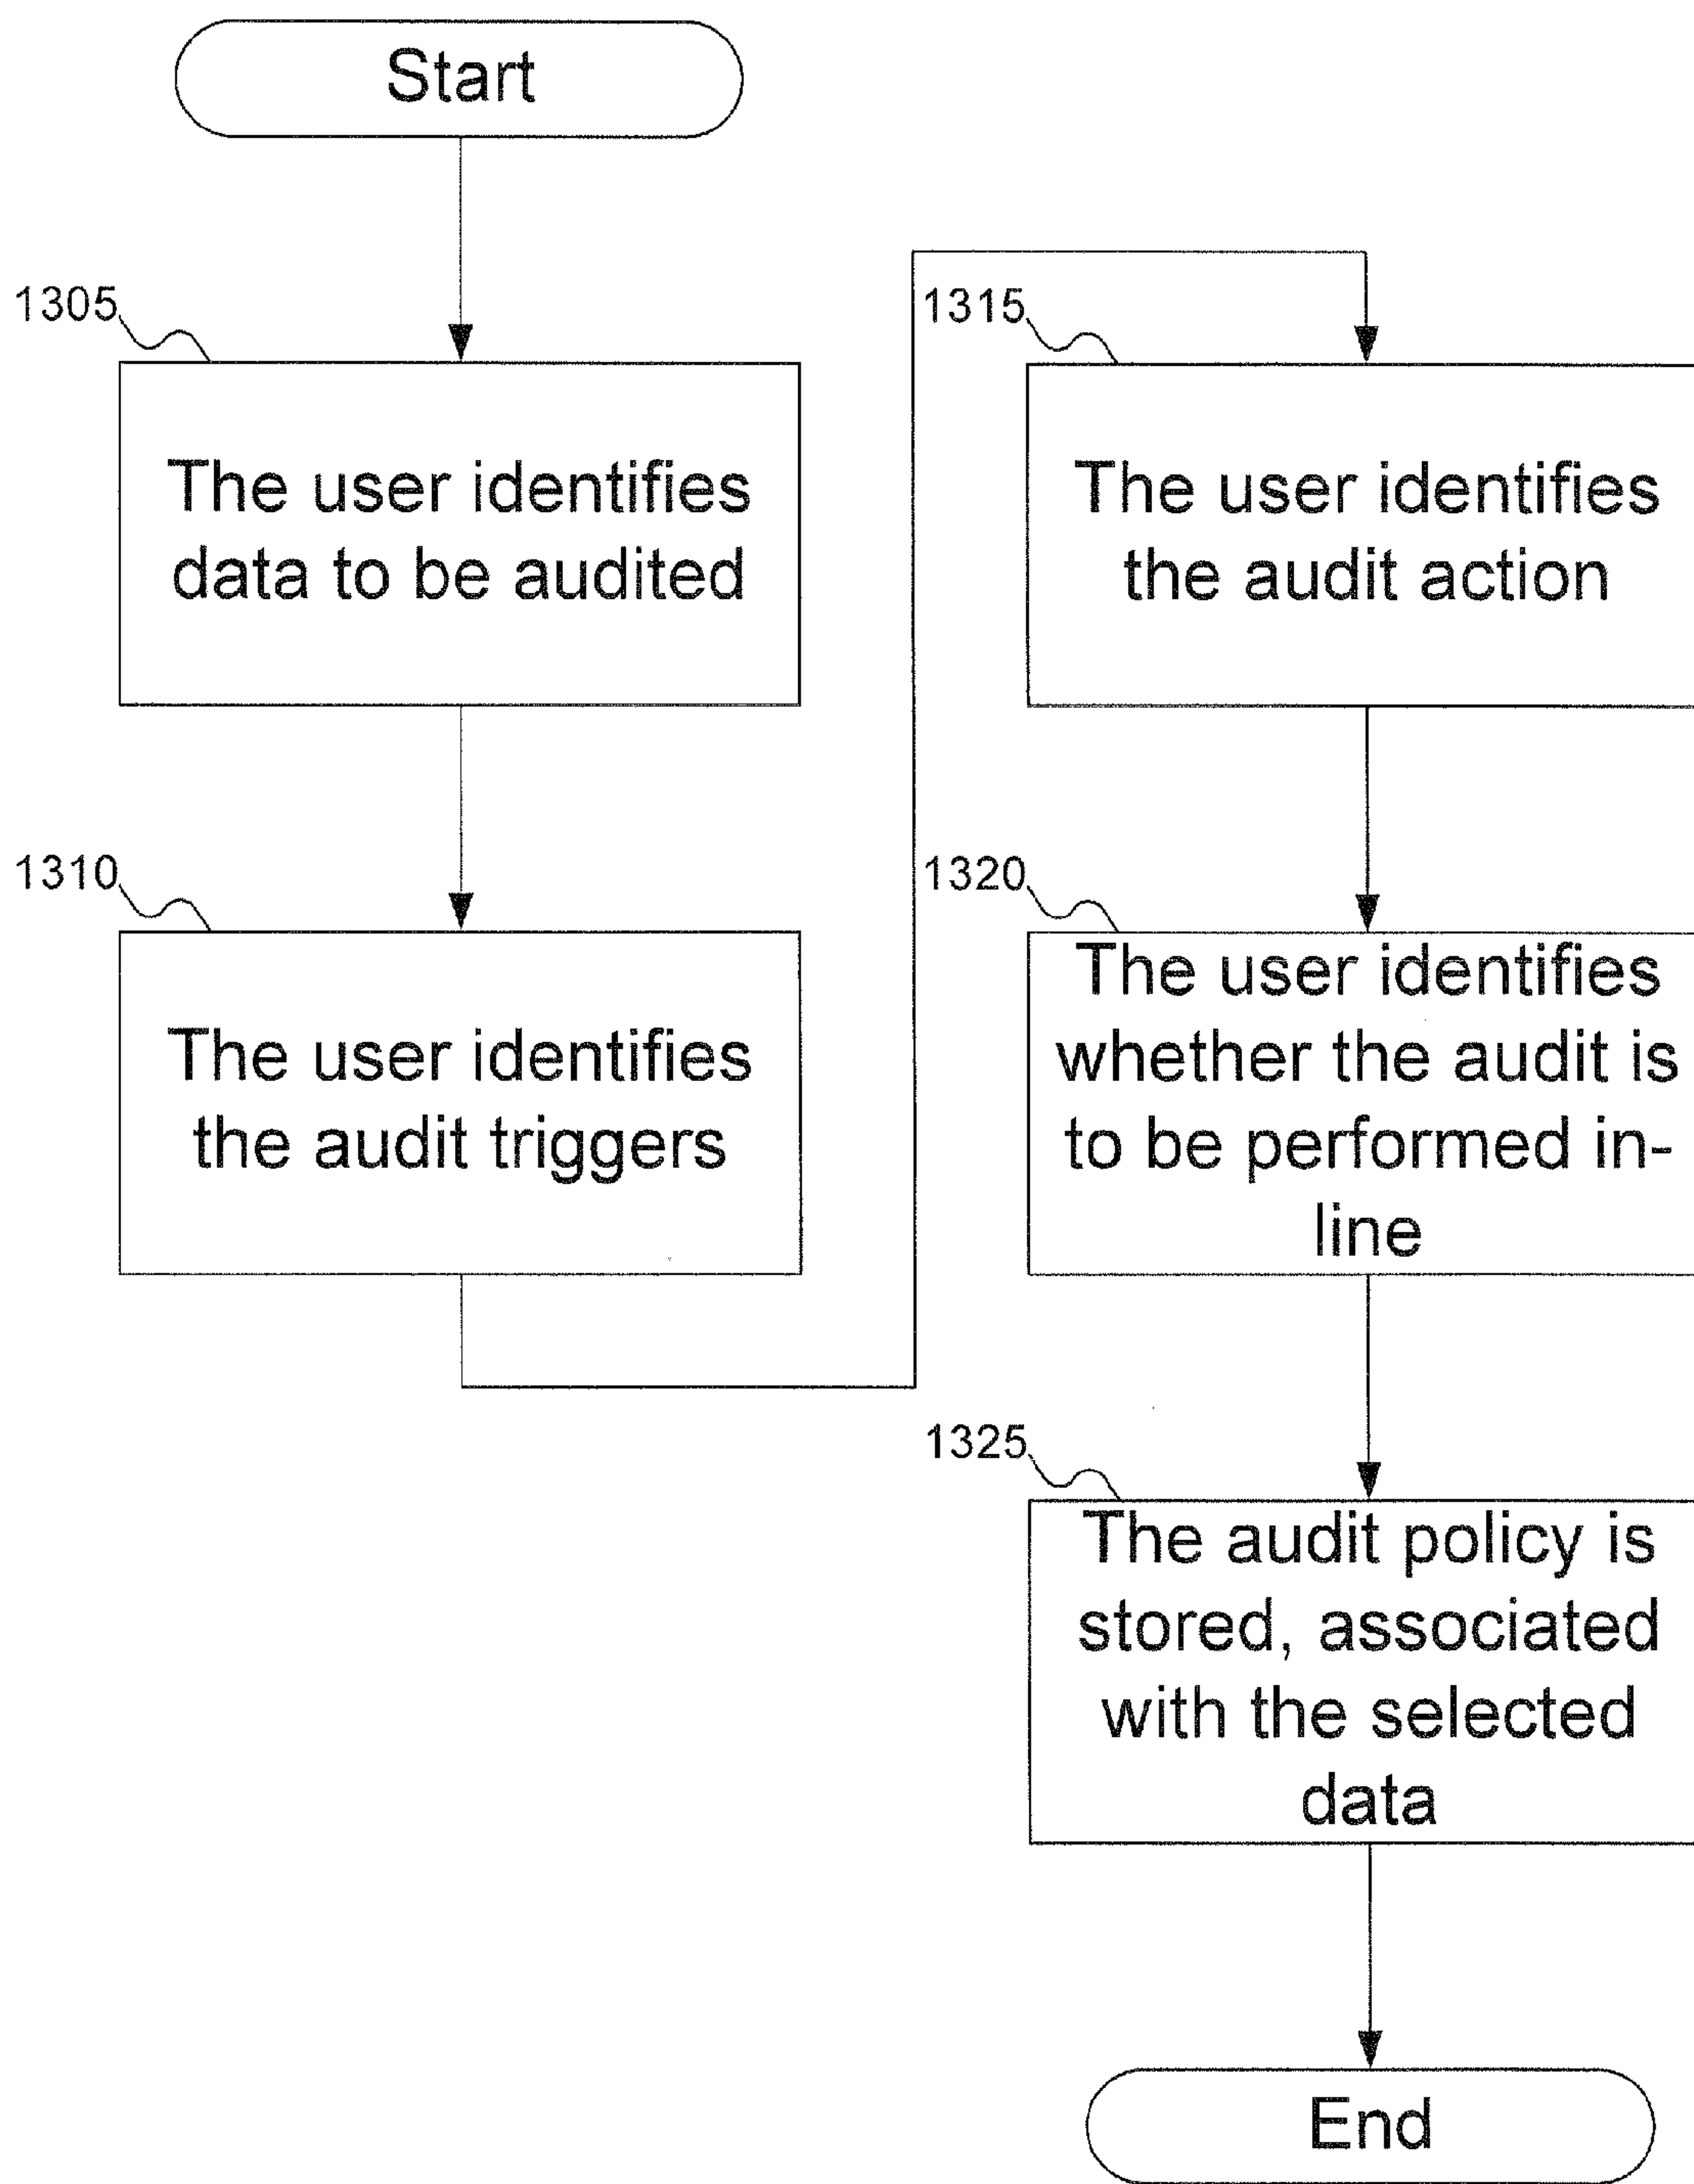 Start
1305
The user identifies
data to be audited
1310
The user identifies
the audit triggers
1315
The user identifies
the audit action
1320
The user identifies
whether the audit is
to be performed in-
line
1325
The audit policy is
stored, associated
with the selected
data
End